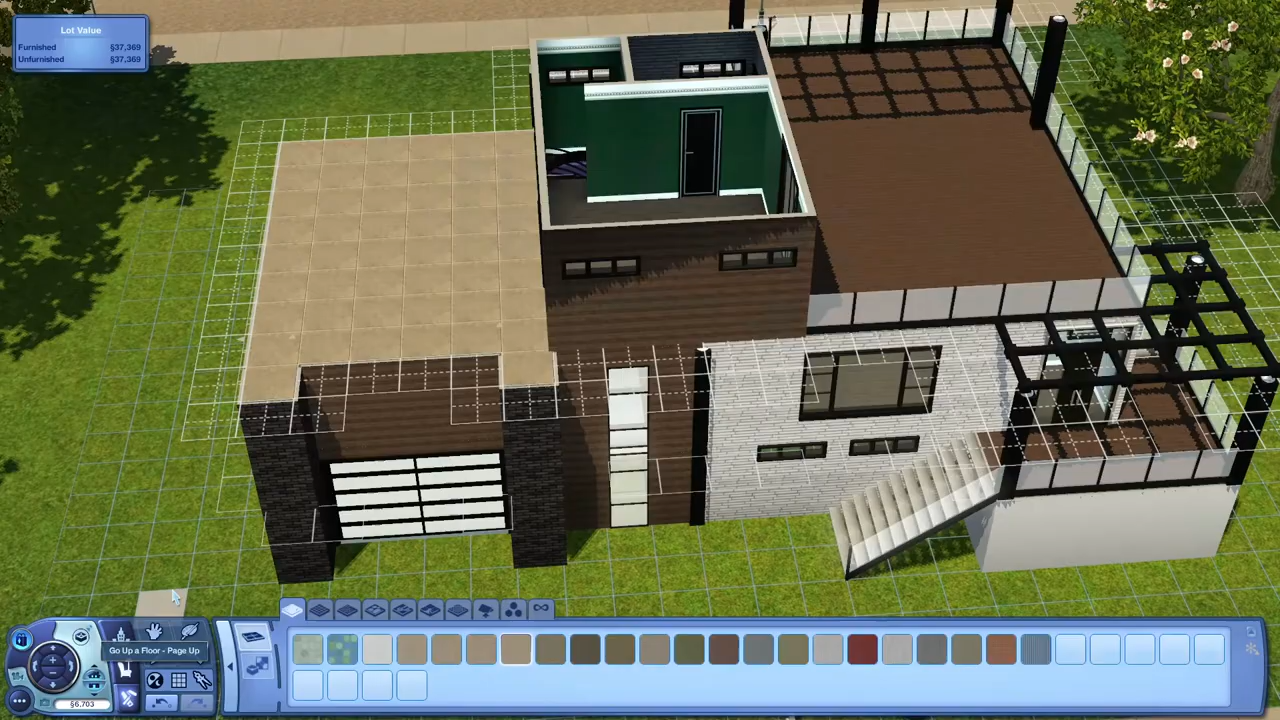 Lot Value
Furnished §37,369
Unfurnished §37,369
Go Up a Floor - Page Up
§6,703